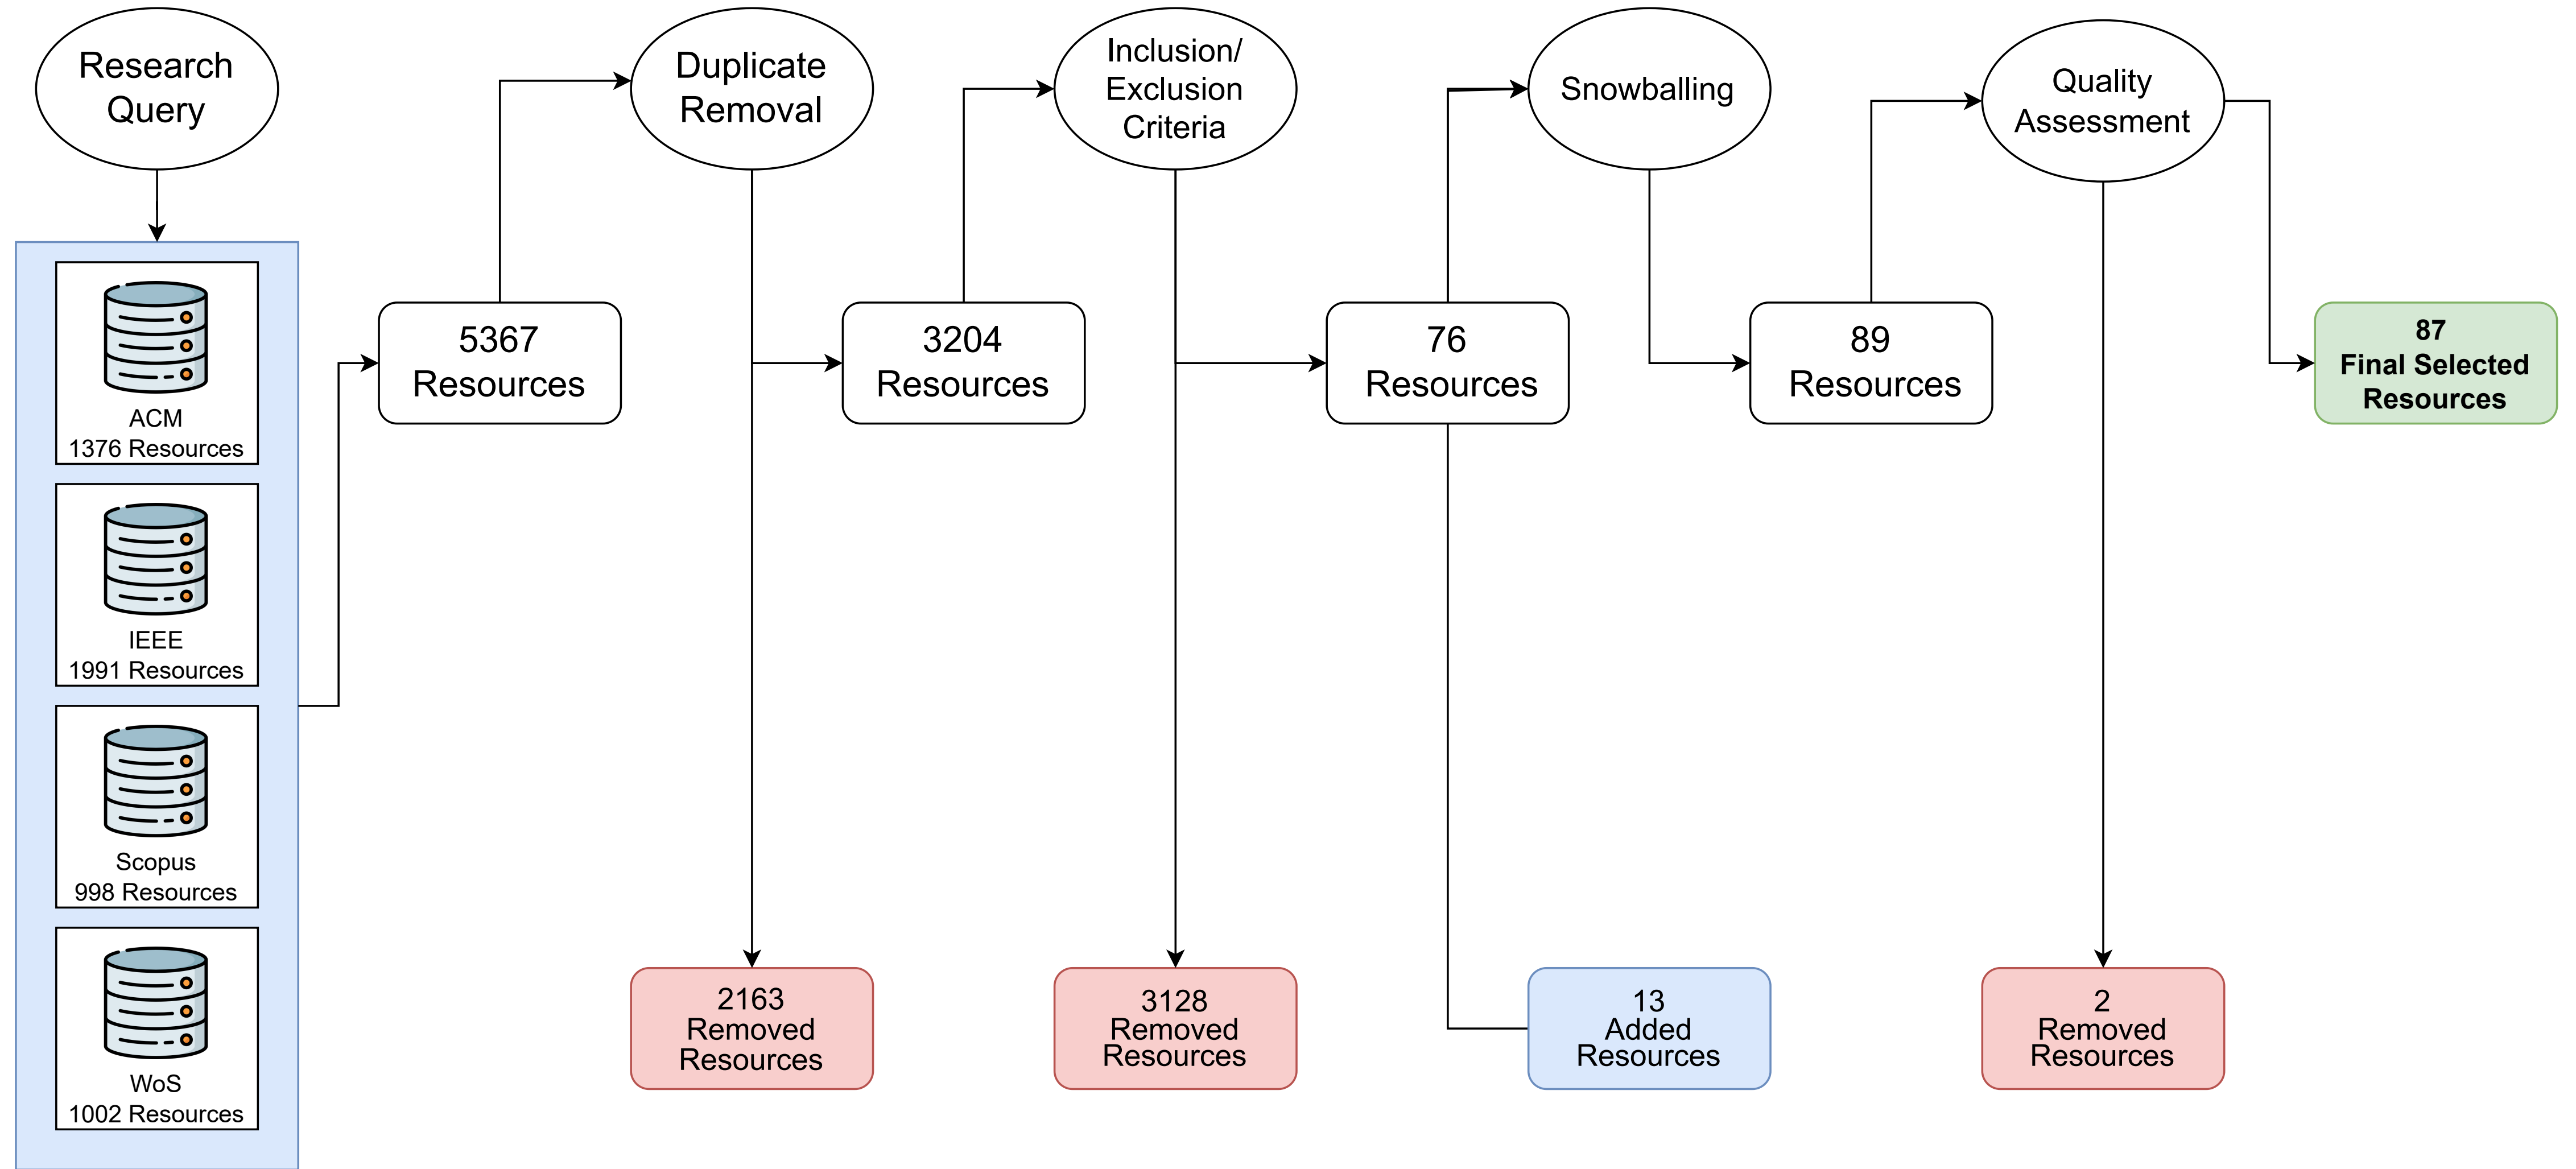 Research
Query
Duplicate
Removal
Inclusion/
Exclusion
Criteria
Snowballing
Quality
Assessment
ACM
1376 Resources
IEEE
1991 Resources
Scopus
998 Resources
WoS
1002 Resources
5367
Resources
3204
Resources
76
Resources
89
Resources
87
Final Selected
Resources
2163
Removed
Resources
3128
Removed
Resources
13
Added
Resources
2
Removed
Resources